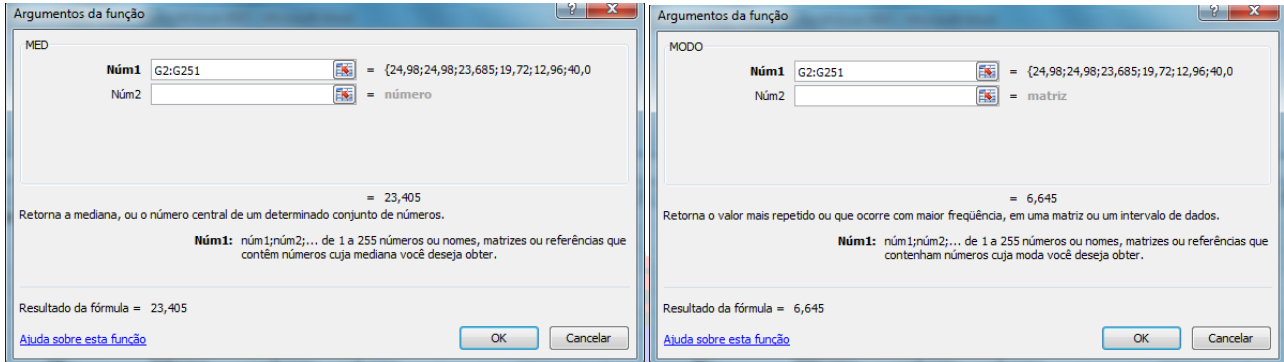 Argumentos da função
MED
Núm1 G2:G251 = {24,98;24,98;23,685;19,72;12,96;40,0
Núm2 = número
= 23,405
Retorna a mediana, ou o número central de um determinado conjunto de números.
Núm1: núm1;núm2;... de 1 a 255 números ou nomes, matrizes ou referências que
contêm números cuja mediana você deseja obter.
Resultado da fórmula = 23,405
Ajuda sobre esta função
OK
Cancelar
Argumentos da função
MODO
Núm1 G2:G251 = {24,98;24,98;23,685;19,72;12,96;40,0
Núm2 = matriz
= 6,645
Retorna o valor mais repetido ou que ocorre com maior freqüência, em uma matriz ou um intervalo de dados.
Núm1: núm1;núm2;... de 1 a 255 números ou nomes, matrizes ou referências que
contenham números cuja moda você deseja obter.
Resultado da fórmula = 6,645
Ajuda sobre esta função
OK
Cancelar